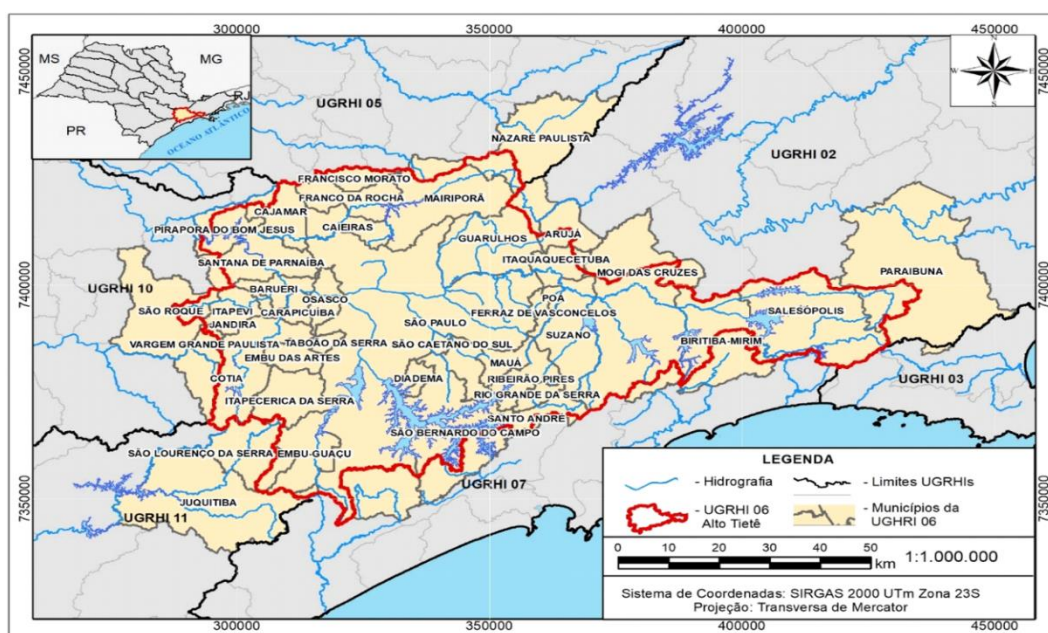 300000
350000
400000
450000
7450000
7450000
MS
MG
RJ
PR
OCEANO ATLÂNTICO
N
W
E
S
UGRHI 05
UGRHI 02
NAZARÉ PAULISTA
FRANCISCO MORATO
FRANCO DA ROCHA
MAIRIPORÃ
CAJAMAR
PIRAPORA DO BOM JESUS
CAIEIRAS
GUARULHOS
ARUJÁ
SANTANA DE PARNAÍBA
ITAQUAQUECETUBA
MOGI DAS CRUZES
PARAIBUNA
7400000
7400000
UGRHI 10
BARUERI
OSASCO
POÁ
SÃO ROQUE
ITAPEVI
CARAPICUÍBA
FERRAZ DE VASCONCELOS
SALESÓPOLIS
JANDIRA
SÃO PAULO
SUZANO
VARGEM GRANDE PAULISTA
TABOÃO DA SERRA
SÃO CAETANO DO SUL
BIRITIBA-MIRIM
EMBU DAS ARTES
MAUÁ
COTIA
DIADEMA
RIBEIRÃO PIRES
UGRHI 03
ITAPECERICA DA SERRA
RIO GRANDE DA SERRA
SANTO ANDRÉ
SÃO BERNARDO DO CAMPO
SÃO LOURENÇO DA SERRA
EMBU-GUAÇU
UGRHI 07
JUQUITIBA
UGRHI 11
7350000
7350000
LEGENDA
- Hidrografia
- Limites UGRHIs
- UGRHI 06
Alto Tietê
- Municípios da
UGHRI 06
0 10 20 30 40 50
km
1:1.000.000
Sistema de Coordenadas: SIRGAS 2000 UTm Zona 23S
Projeção: Transversa de Mercator
300000
350000
400000
450000